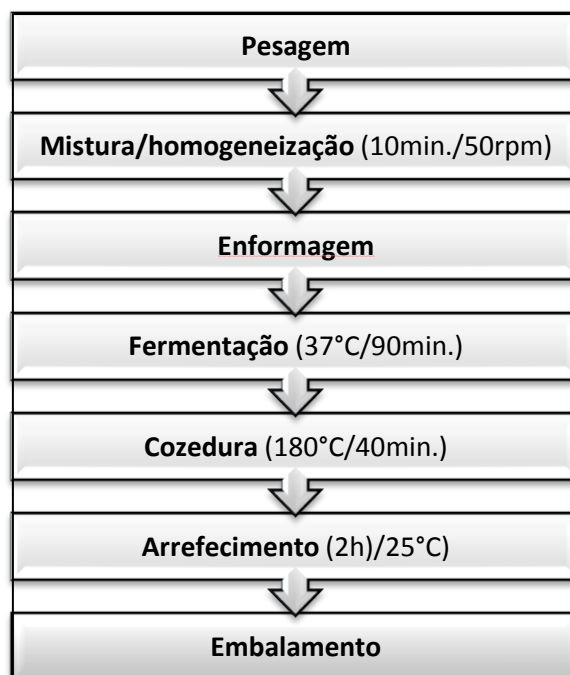 Pesagem
Mistura/homogeneização (10min./50rpm)
Enformagem
Fermentação (37°C/90min.)
Cozedura (180°C/40min.)
Arrefecimento (2h)/25°C)
Embalamento